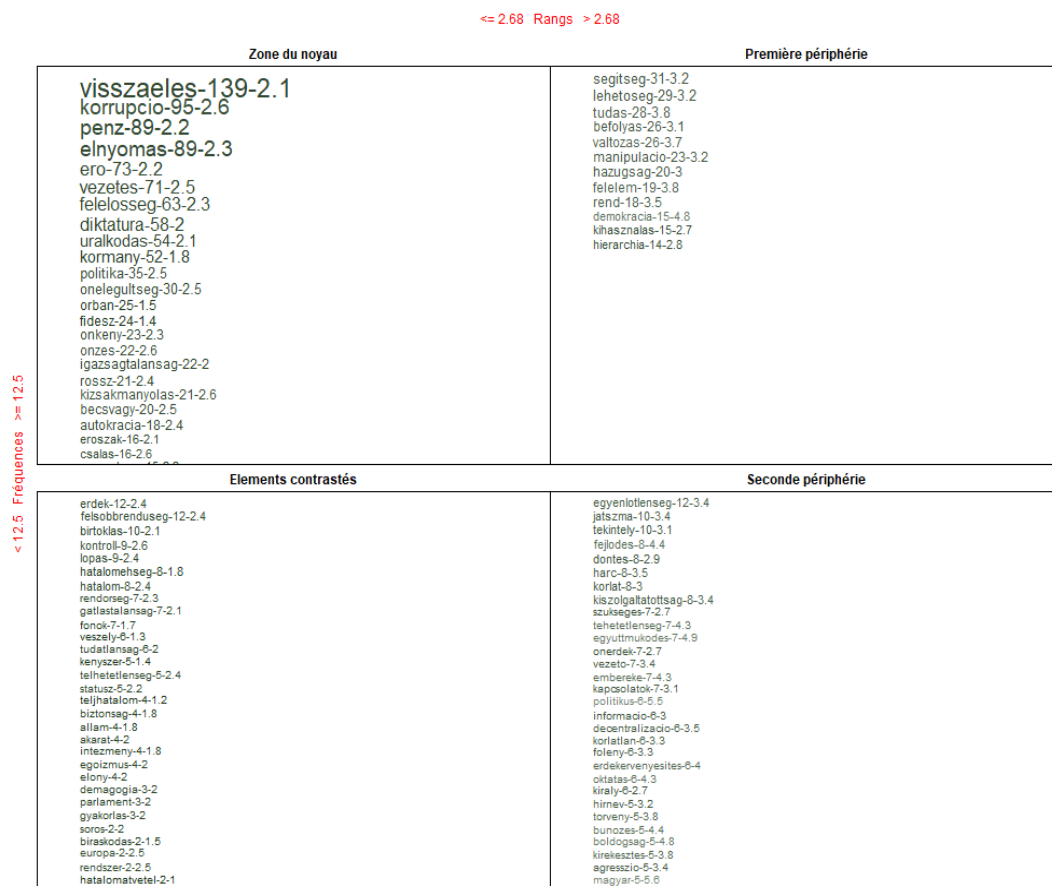 <= 2.68 Rangs > 2.68
Zone du noyau
visszaeles-139-2.1
korrupcio-95-2.6
penz-89-2.2
elnyomas-89-2.3
ero-73-2.2
vezetes-71-2.5
felelosseg-63-2.3
diktatura-58-2
uralkodas-54-2.1
kormany-52-1.8
politika-35-2.5
onelegultseg-30-2.5
orban-25-1.5
fidesz-24-1.4
onkeny-23-2.3
onzes-22-2.6
igazsagtalansag-22-2
rossz-21-2.4
kizsakmanyolas-21-2.6
becsvagy-20-2.5
autokracia-18-2.4
eroszak-16-2.1
csalas-16-2.6
Première périphérie
segitseg-31-3.2
lehetoseg-29-3.2
tudas-28-3.8
befolyas-26-3.1
valtozas-26-3.7
manipulacio-23-3.2
hazugsag-20-3
felelem-19-3.8
rend-18-3.5
demokracia-15-4.8
kihasznalas-15-2.7
hierarchia-14-2.8
< 12.5 Fréquences >= 12.5
Elements contrastés
erdek-12-2.4
felsobbrenduseg-12-2.4
birtoklas-10-2.1
kontroll-9-2.6
lopas-9-2.4
hatalomehseg-8-1.8
hatalom-8-2.4
rendorseg-7-2.3
gatlastalansag-7-2.1
fonok-7-1.7
veszely-6-1.3
tudatlansag-6-2
kenyszer-5-1.4
telhetetlenseg-5-2.4
statusz-5-2.2
teljhatalom-4-1.2
biztonsag-4-1.8
allam-4-1.8
akarat-4-2
intezmeny-4-1.8
egoizmus-4-2
elony-4-2
demagogia-3-2
parlament-3-2
gyakorlas-3-2
soros-2-2
biraskodas-2-1.5
europa-2-2.5
rendszer-2-2.5
hatalomatvetel-2-1
Seconde périphérie
egyenlotlenseg-12-3.4
jatszma-10-3.4
tekintely-10-3.1
fejlodes-8-4.4
dontes-8-2.9
harc-8-3.5
korlat-8-3
kiszolgaltatottsag-8-3.4
szukseges-7-2.7
tehetetlenseg-7-4.3
egyuttmukodes-7-4.9
onerdek-7-2.7
vezeto-7-3.4
embereke-7-4.3
kapcsolatok-7-3.1
politikus-6-5.5
informacio-6-3
decentralizacio-6-3.5
korlatlan-6-3.3
foleny-6-3.3
erdekervenyesites-6-4
oktatas-6-4.3
kiraly-6-2.7
hirnev-5-3.2
torveny-5-3.8
bunozes-5-4.4
boldogsag-5-4.8
kirekesztes-5-3.8
agresszio-5-3.4
magyar-5-5.6